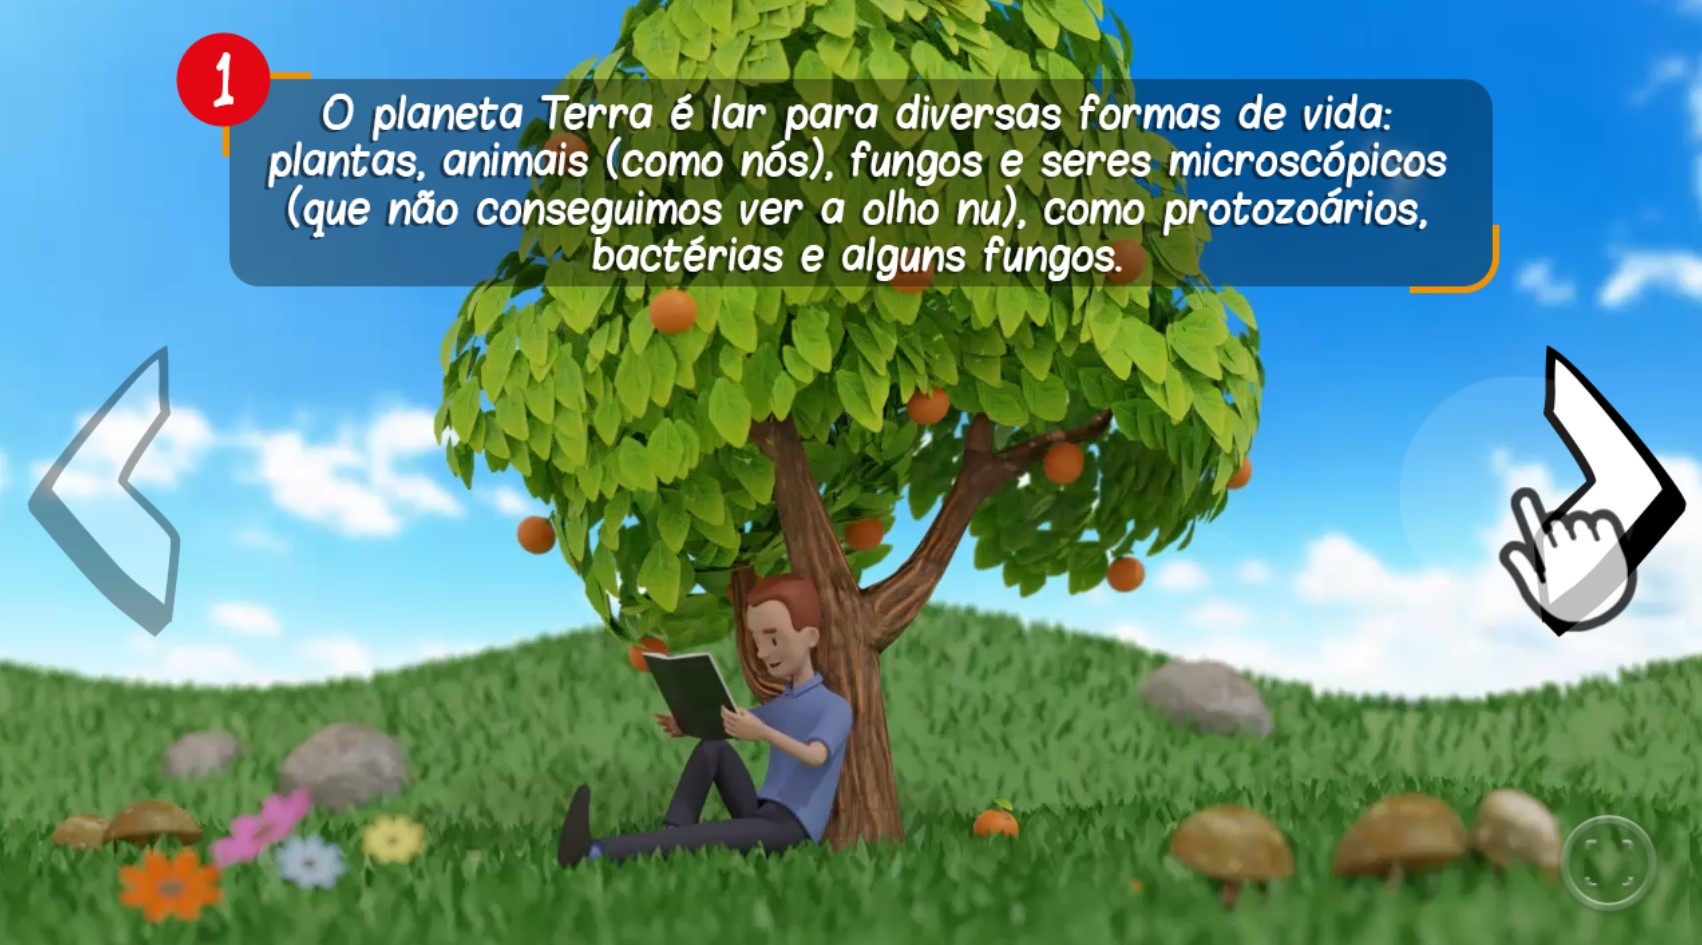 1
O planeta Terra é lar para diversas formas de vida:
plantas, animais (como nós), fungos e seres microscópicos
(que não conseguimos ver a olho nu), como protozoários,
bactérias e alguns fungos.